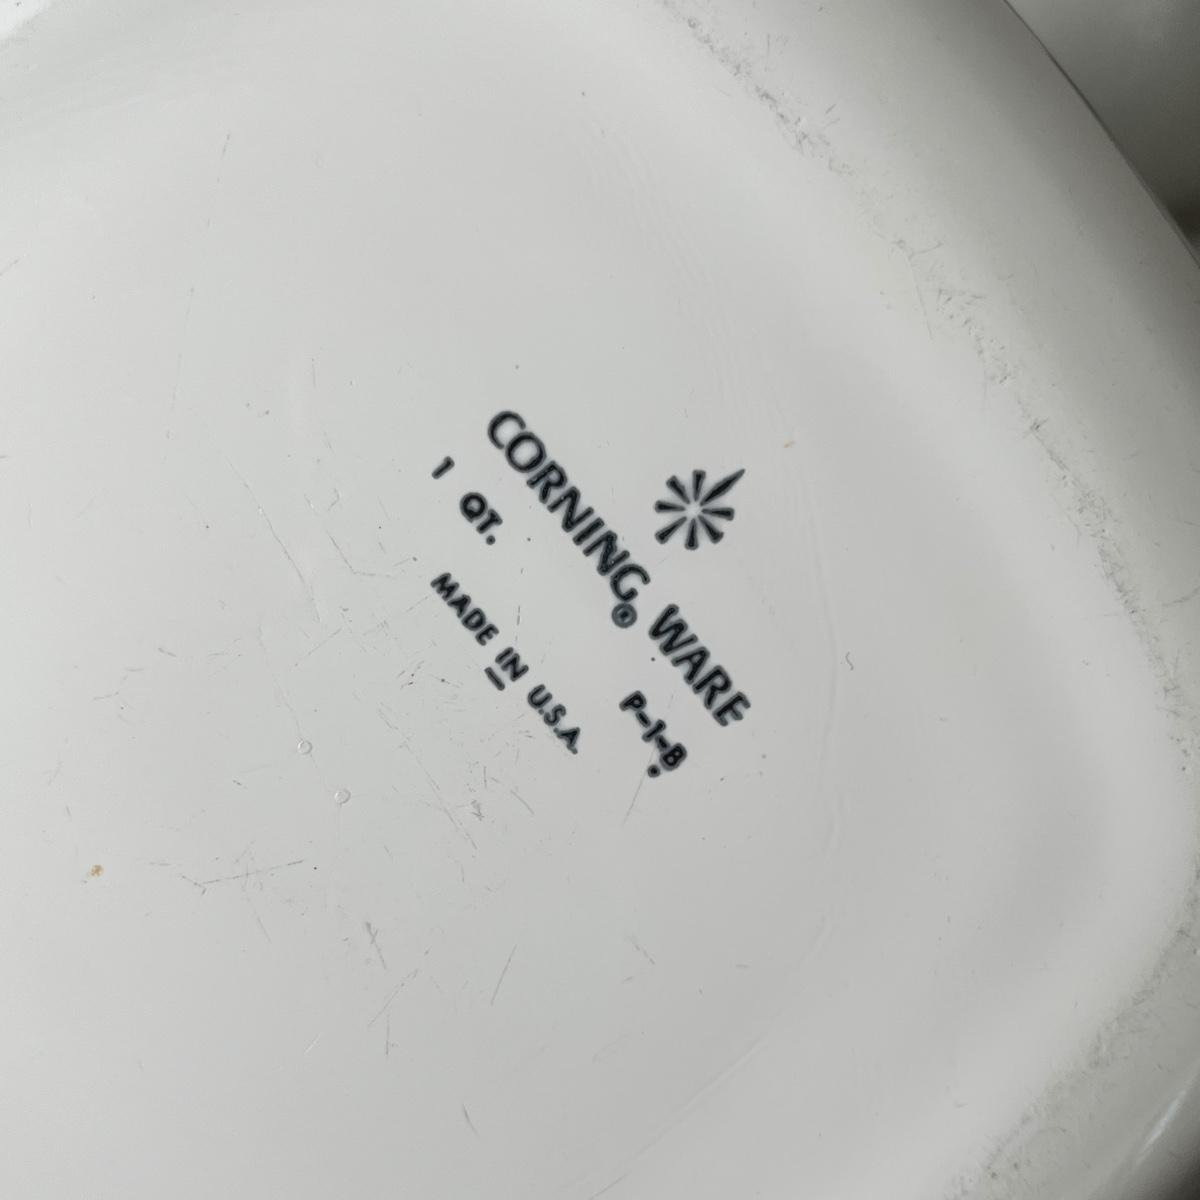 CORNING® WARE
1 QT. P-1-B
MADE IN U.S.A.